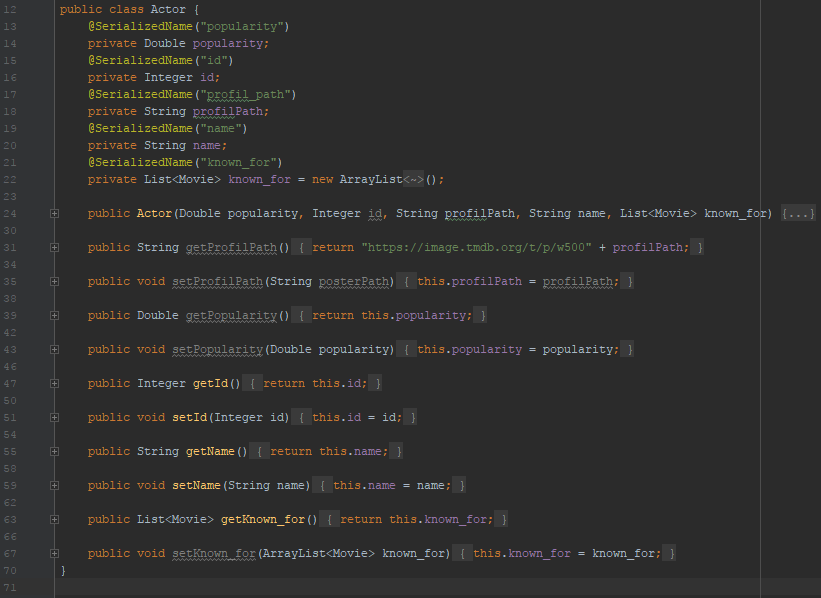 12 public class Actor {
13 @SerializedName("popularity")
14 private Double popularity;
15 @SerializedName("id")
16 private Integer id;
17 @SerializedName("profil_path")
18 private String profilPath;
19 @SerializedName("name")
20 private String name;
21 @SerializedName("known_for")
22 private List<Movie> known_for = new ArrayList<~>();
23
24 public Actor(Double popularity, Integer id, String profilPath, String name, List<Movie> known_for) {...}
30
31 public String getProfilPath() { return "https://image.tmdb.org/t/p/w500" + profilPath; }
34
35 public void setProfilPath(String posterPath) { this.profilPath = profilPath; }
38
39 public Double getPopularity() { return this.popularity; }
42
43 public void setPopularity(Double popularity) { this.popularity = popularity; }
46
47 public Integer getId() { return this.id; }
50
51 public void setId(Integer id) { this.id = id; }
54
55 public String getName() { return this.name; }
58
59 public void setName(String name) { this.name = name; }
62
63 public List<Movie> getKnown_for() { return this.known_for; }
66
67 public void setKnown_for(ArrayList<Movie> known_for) { this.known_for = known_for; }
70 }
71